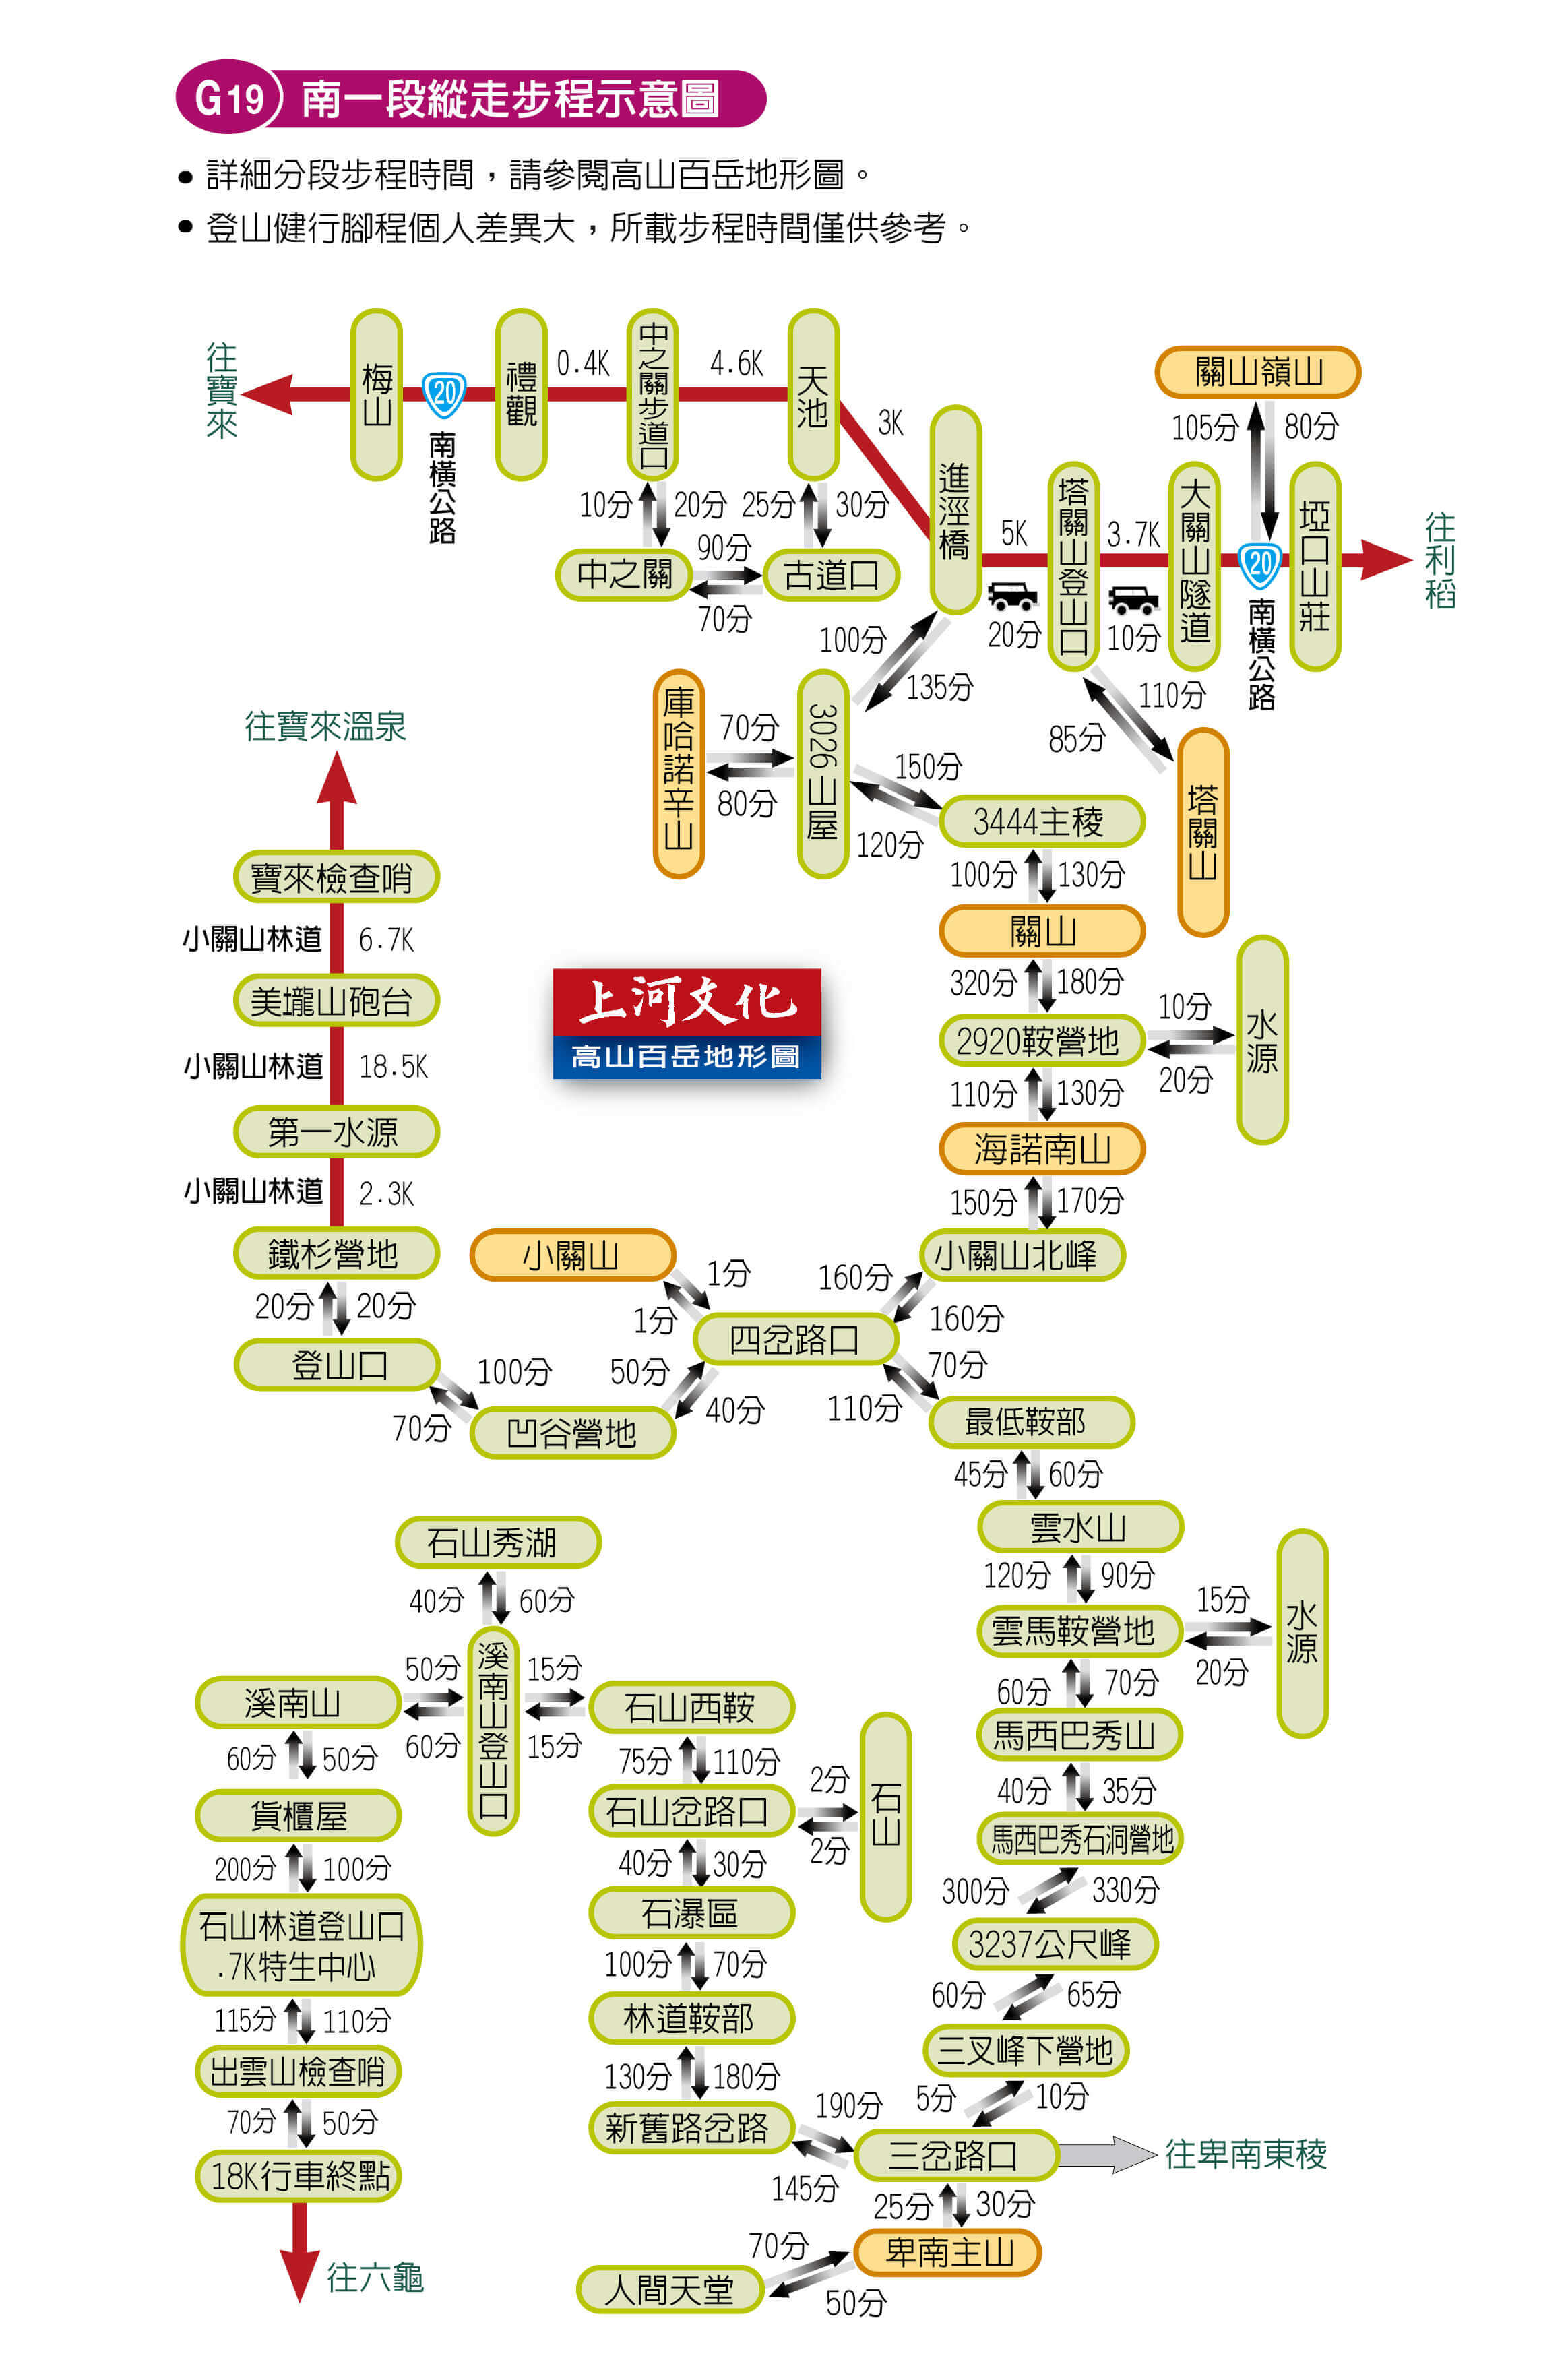 G19 南一段縱走步程示意圖
● 詳細分段步程時間，請參閱高山百岳地形圖。
● 登山健行腳程個人差異大，所載步程時間僅供參考。
往寶來
梅山
20
南橫公路
禮觀
0.4K
中之關步道口
4.6K
天池
3K
進涇橋
5K
20分
塔關山登山口
3.7K
10分
大關山隧道
20
南橫公路
埡口山莊
往利稻
關山嶺山
105分
80分
10分
20分
25分
30分
中之關
90分
70分
古道口
100分
135分
110分
85分
塔關山
庫哈諾辛山
70分
80分
3026山屋
150分
120分
3444主稜
100分
130分
關山
320分
180分
2920鞍營地
10分
20分
水源
110分
130分
海諾南山
150分
170分
小關山北峰
往寶來溫泉
寶來檢查哨
小關山林道
6.7K
美壠山砲台
小關山林道
18.5K
第一水源
小關山林道
2.3K
鐵杉營地
20分
20分
登山口
100分
70分
凹谷營地
50分
40分
小關山
1分
1分
四岔路口
160分
160分
70分
110分
最低鞍部
45分
60分
雲水山
120分
90分
雲馬鞍營地
15分
20分
水源
60分
70分
馬西巴秀山
40分
35分
馬西巴秀石洞營地
300分
330分
3237公尺峰
60分
65分
三叉峰下營地
5分
10分
三岔路口
往卑南東稜
25分
30分
卑南主山
70分
50分
人間天堂
上河文化
高山百岳地形圖
石山秀湖
40分
60分
溪南山登山口
50分
60分
15分
15分
溪南山
60分
50分
貨櫃屋
200分
100分
石山林道登山口
.7K特生中心
115分
110分
出雲山檢查哨
70分
50分
18K行車終點
往六龜
石山西鞍
75分
110分
石山岔路口
2分
2分
石山
40分
30分
石瀑區
100分
70分
林道鞍部
130分
180分
新舊路岔路
190分
145分